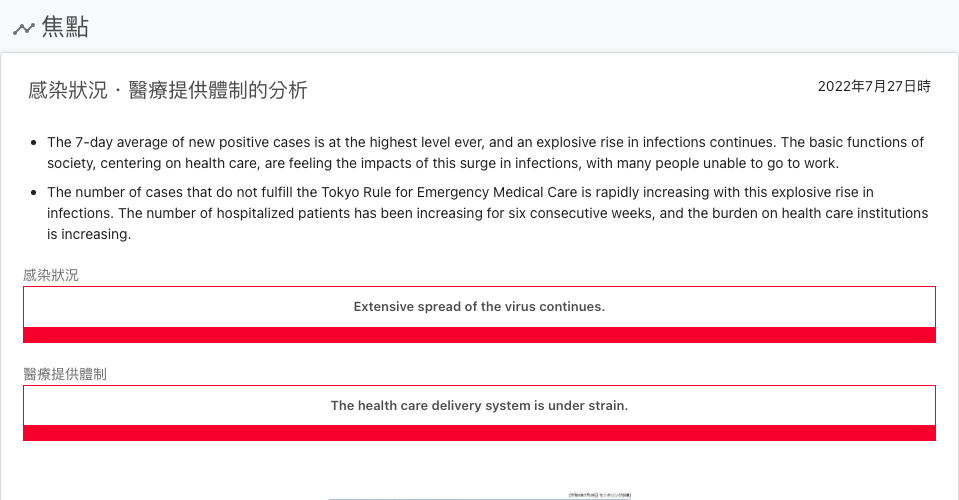 焦點
感染狀況・醫療提供體制的分析
2022年7月27日時
The 7-day average of new positive cases is at the highest level ever, and an explosive rise in infections continues. The basic functions of
society, centering on health care, are feeling the impacts of this surge in infections, with many people unable to go to work.
The number of cases that do not fulfill the Tokyo Rule for Emergency Medical Care is rapidly increasing with this explosive rise in
infections. The number of hospitalized patients has been increasing for six consecutive weeks, and the burden on health care institutions
is increasing.
感染狀況
Extensive spread of the virus continues.
醫療提供體制
The health care delivery system is under strain.